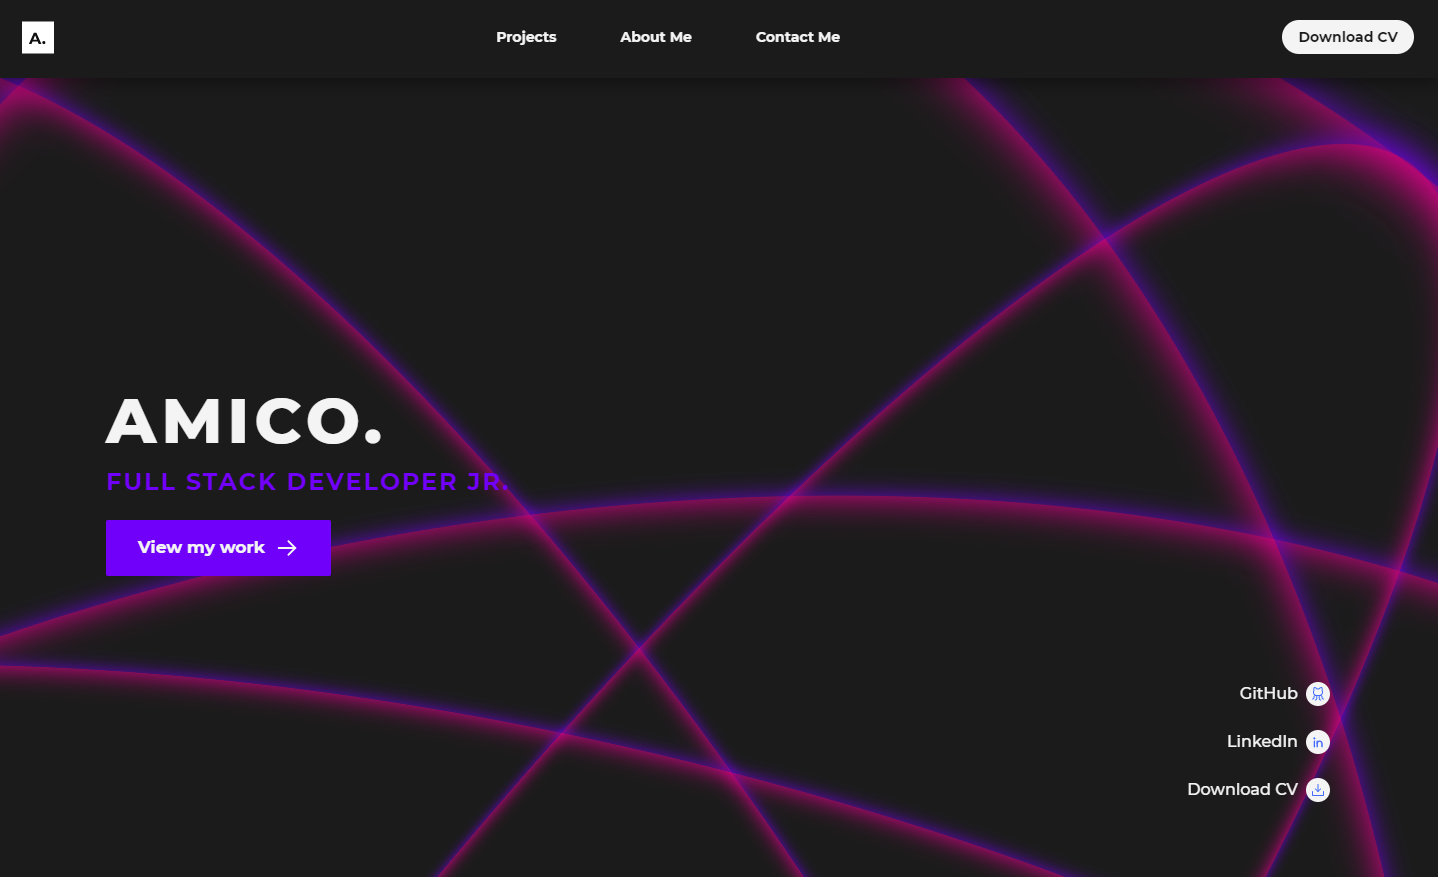 A.
Projects
About Me
Contact Me
Download CV
AMICO.
FULL STACK DEVELOPER JR.
View my work
GitHub
LinkedIn
in
Download CV